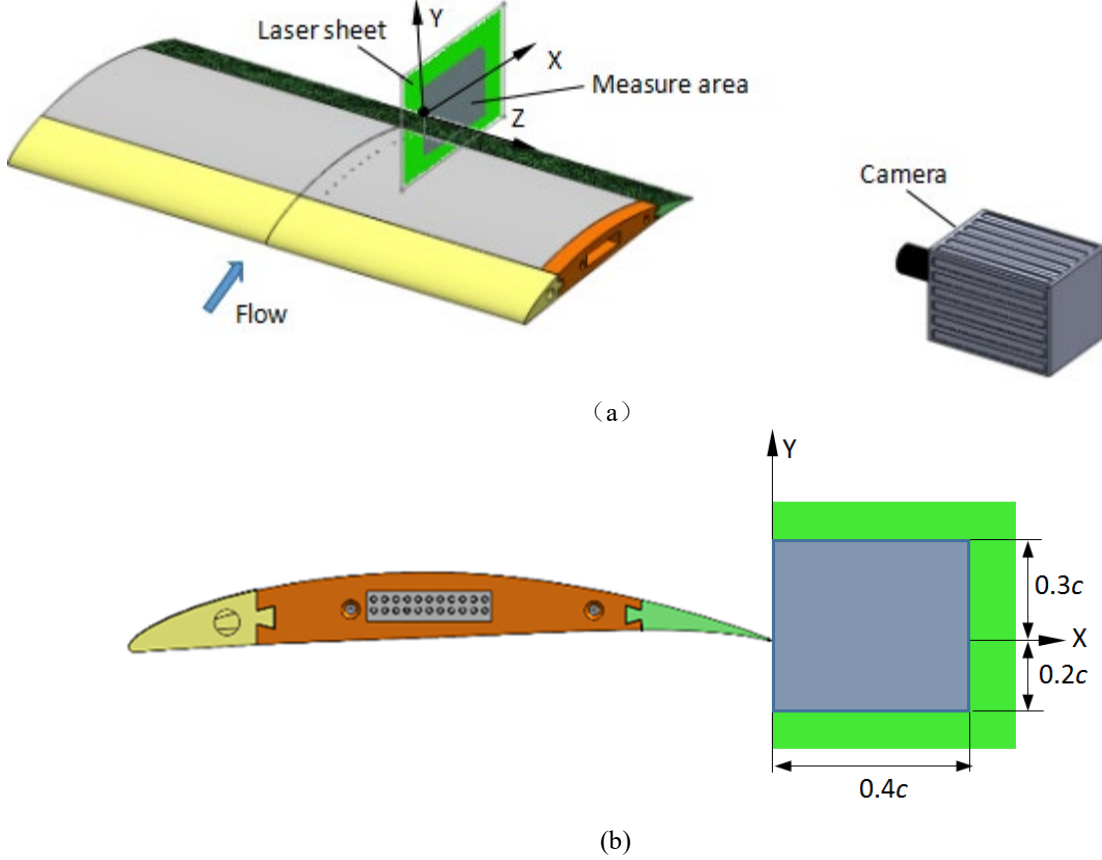 Laser sheet
Y
X
Measure area
Z
Camera
Flow
（a）
Y
0.3c
X
0.2c
0.4c
(b)